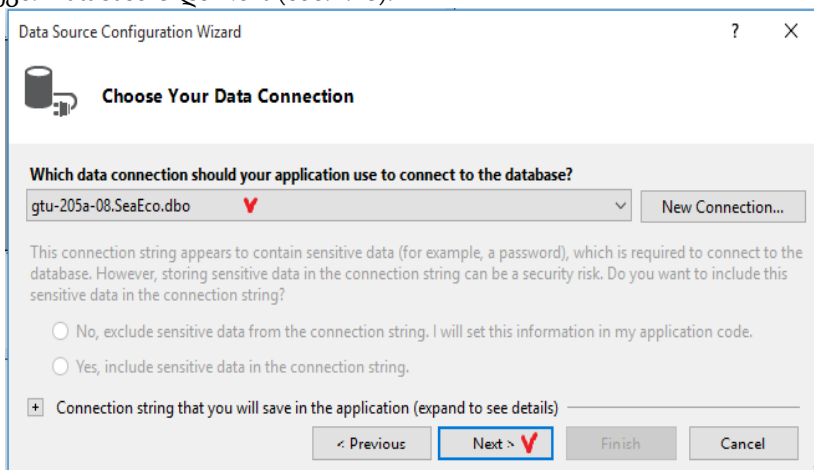 Data Source Configuration Wizard ? X
Choose Your Data Connection
Which data connection should your application use to connect to the database?
gtu-205a-08.SeaEco.dbo New Connection...
This connection string appears to contain sensitive data (for example, a password), which is required to connect to the
database. However, storing sensitive data in the connection string can be a security risk. Do you want to include this
sensitive data in the connection string?
No, exclude sensitive data from the connection string. I will set this information in my application code.
Yes, include sensitive data in the connection string.
+ Connection string that you will save in the application (expand to see details)
< Previous Next > Finish Cancel